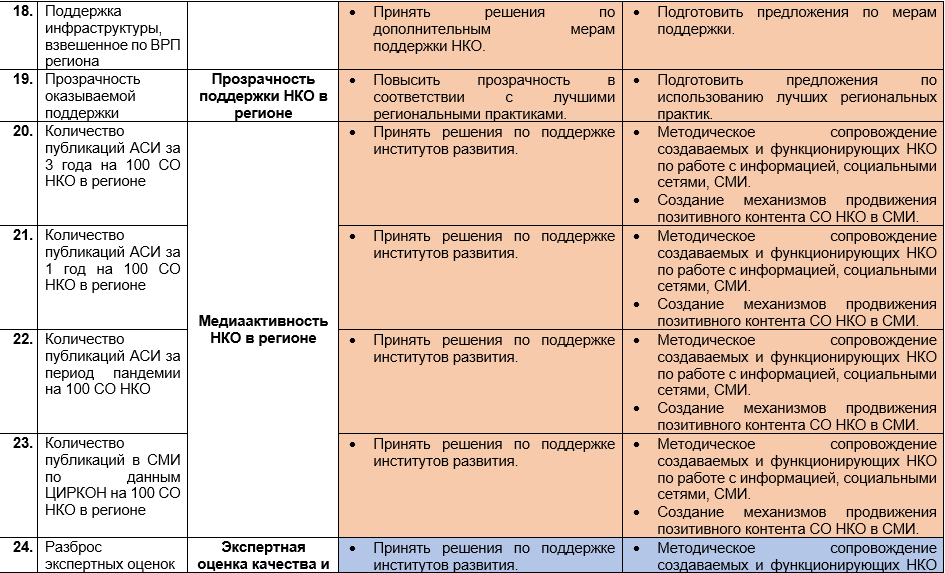 18. Поддержка
инфраструктуры,
взвешенное по ВРП
региона
• Принять решения по
дополнительным мерам
поддержки НКО.
• Подготовить предложения по мерам
поддержки.
19. Прозрачность
оказываемой
поддержки
Прозрачность
поддержки НКО в
регионе
• Повысить прозрачность в
соответствии с лучшими
региональными практиками.
• Подготовить предложения по
использованию лучших региональных
практик.
20. Количество
публикаций АСИ за
3 года на 100 СО
НКО в регионе
Медиаактивность
НКО в регионе
• Принять решения по поддержке
институтов развития.
• Методическое сопровождение
создаваемых и функционирующих НКО
по работе с информацией, социальными
сетями, СМИ.
• Создание механизмов продвижения
позитивного контента СО НКО в СМИ.
21. Количество
публикаций АСИ за
1 год на 100 СО
НКО в регионе
• Принять решения по поддержке
институтов развития.
• Методическое сопровождение
создаваемых и функционирующих НКО
по работе с информацией, социальными
сетями, СМИ.
• Создание механизмов продвижения
позитивного контента СО НКО в СМИ.
22. Количество
публикаций АСИ за
период пандемии
на 100 СО НКО
• Принять решения по поддержке
институтов развития.
• Методическое сопровождение
создаваемых и функционирующих НКО
по работе с информацией, социальными
сетями, СМИ.
• Создание механизмов продвижения
позитивного контента СО НКО в СМИ.
23. Количество
публикаций в СМИ
по данным
ЦИРКОН на 100 СО
НКО в регионе
• Принять решения по поддержке
институтов развития.
• Методическое сопровождение
создаваемых и функционирующих НКО
по работе с информацией, социальными
сетями, СМИ.
• Создание механизмов продвижения
позитивного контента СО НКО в СМИ.
24. Разброс
экспертных оценок
Экспертная
оценка качества и
• Принять решения по поддержке
институтов развития.
• Методическое сопровождение
создаваемых и функционирующих НКО